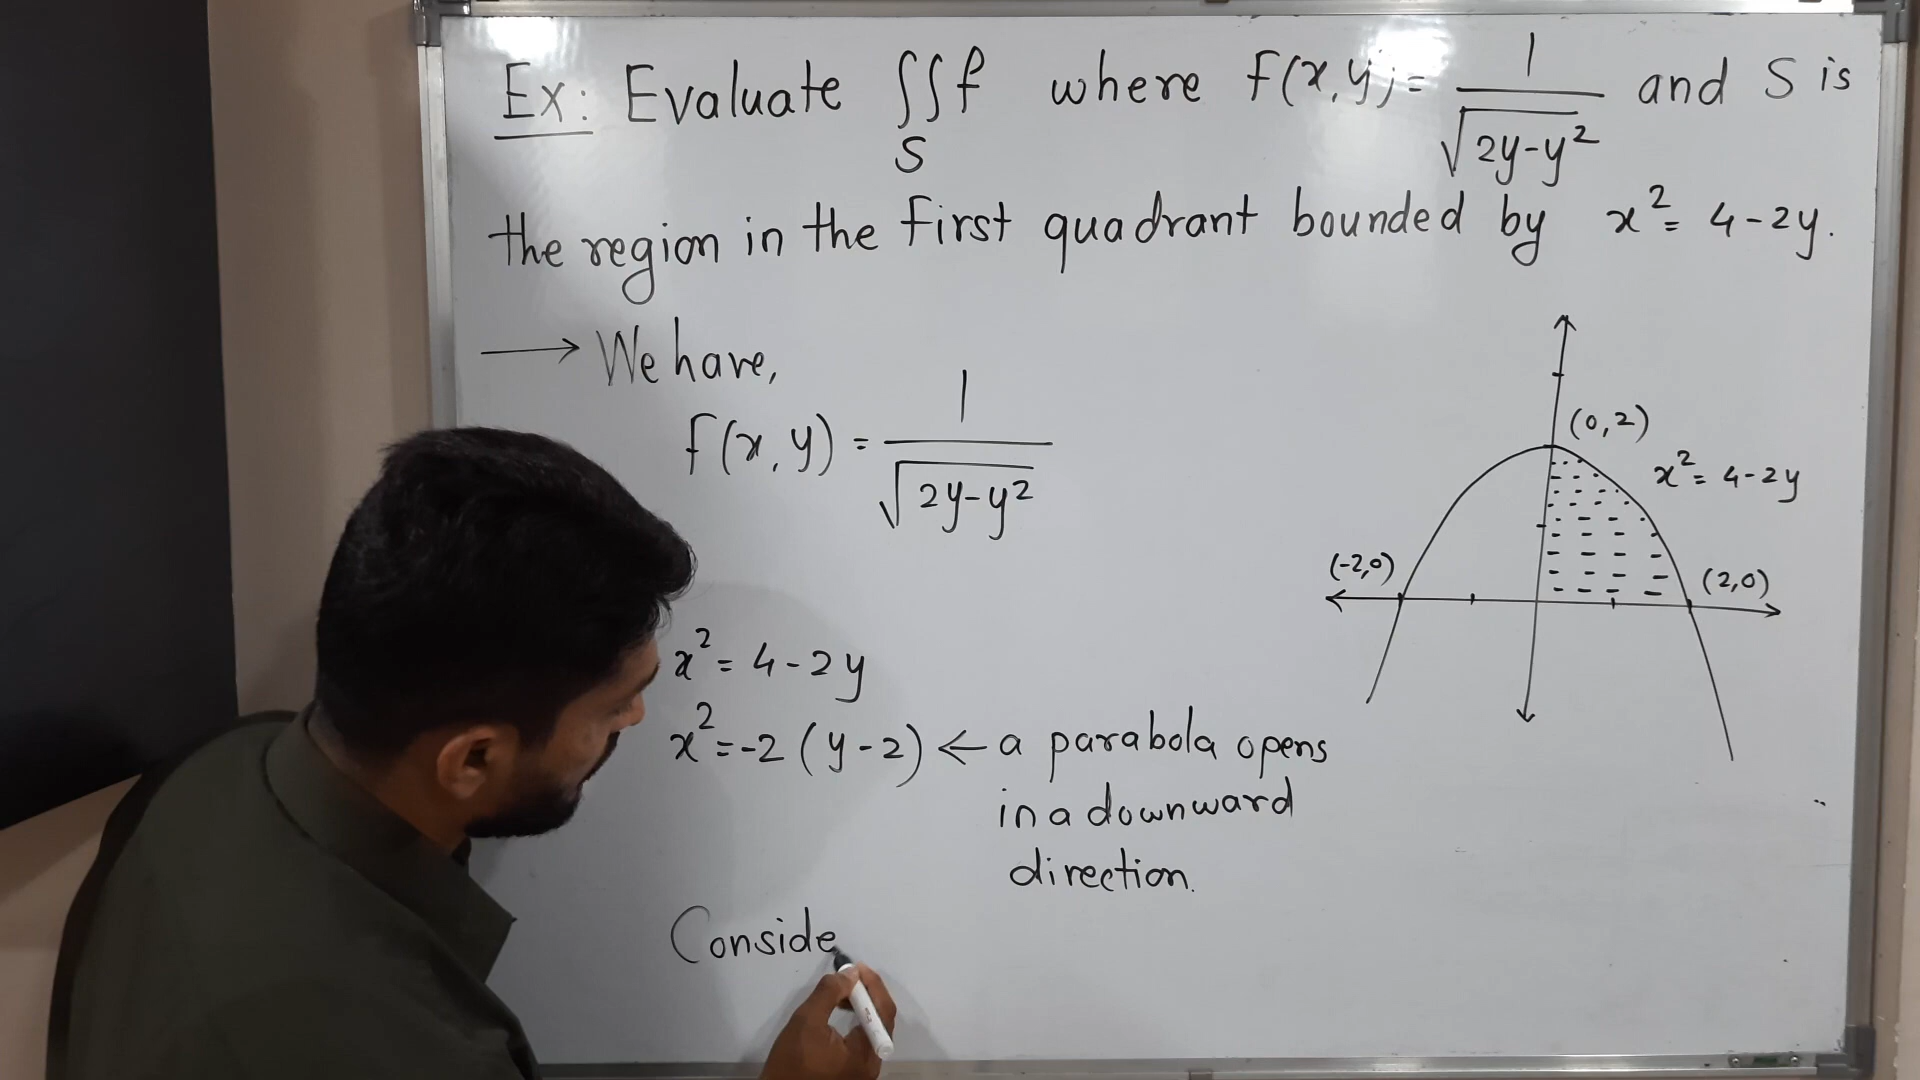 Ex: Evaluate ∫∫_S f where f(x,y) = 1/√(2y-y²) and S is
the region in the first quadrant bounded by x² = 4-2y.
→ We have,
f(x,y) = 1/√(2y-y²)
x² = 4-2y
x² = -2(y-2) ← a parabola opens
in a downward
direction.
Conside
(0,2)
x² = 4-2y
(-2,0)
(2,0)